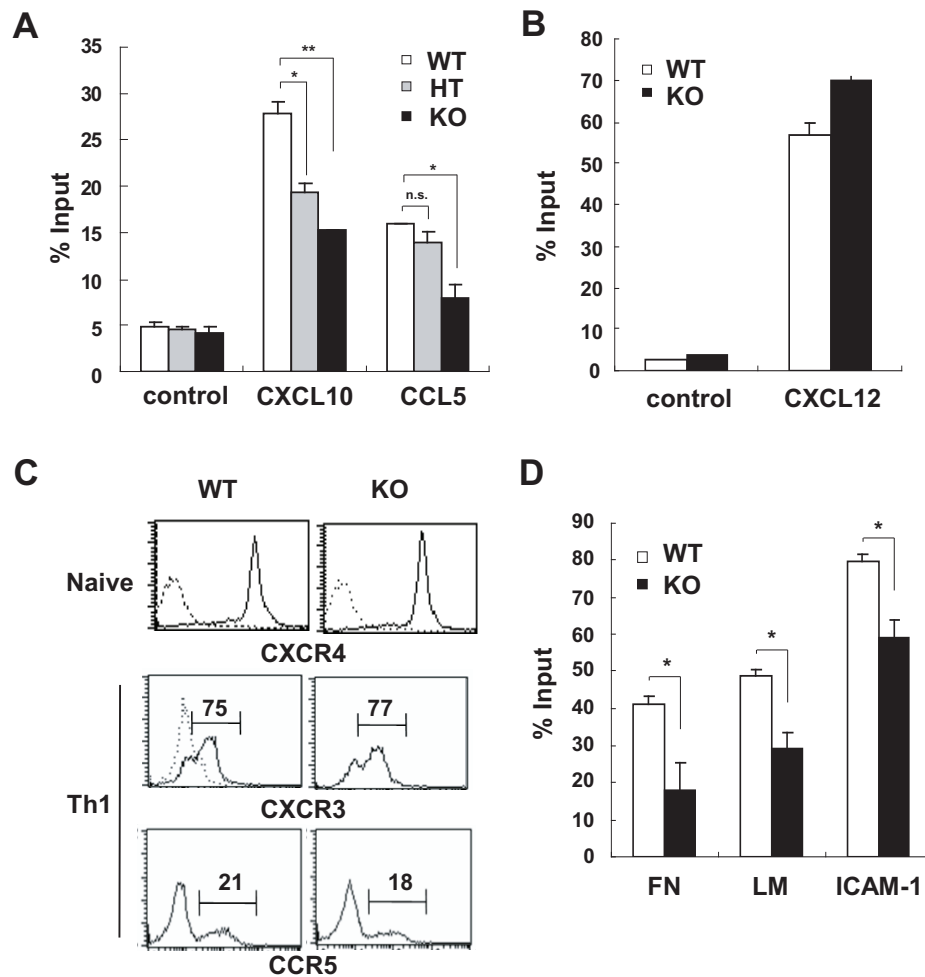 A
35
30
25
20
15
10
5
0
% Input
WT
HT
KO
**
*
*
n.s.
control CXCL10 CCL5
B
80
70
60
50
40
30
20
10
0
% Input
WT
KO
control CXCL12
C
WT KO
Naive
CXCR4
Th1
75 77
CXCR3
21 18
CCR5
D
90
80
70
60
50
40
30
20
10
0
% Input
WT
KO
*
*
*
FN LM ICAM-1